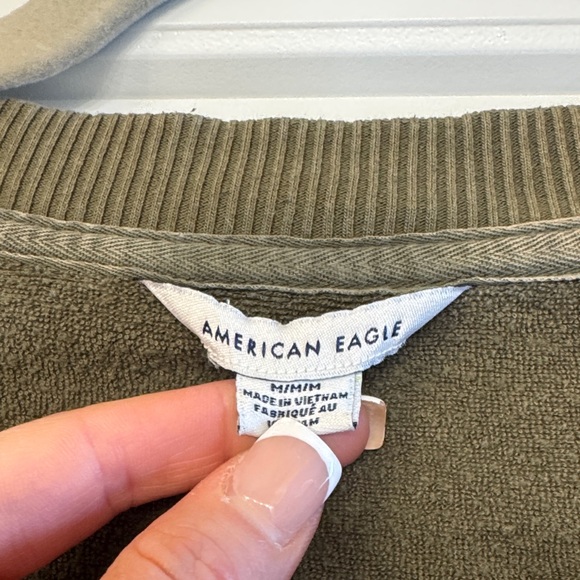 AMERICAN EAGLE
M/M/M
MADE IN VIETNAM
FABRIQUÉ AU